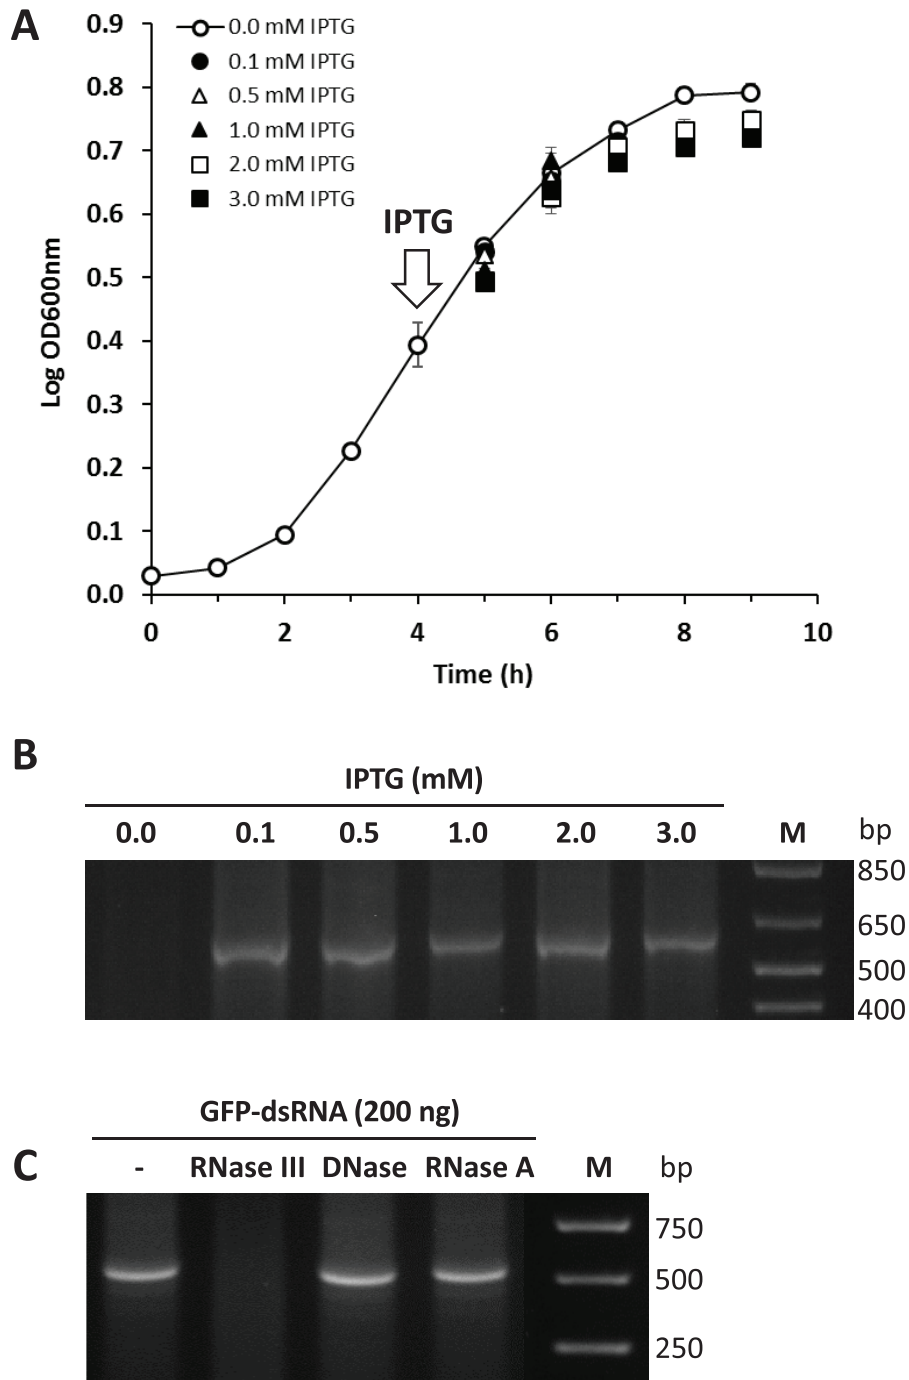 A
0.0 mM IPTG
0.1 mM IPTG
0.5 mM IPTG
1.0 mM IPTG
2.0 mM IPTG
3.0 mM IPTG
IPTG
Log OD600nm
0.9
0.8
0.7
0.6
0.5
0.4
0.3
0.2
0.1
0.0
0 2 4 6 8 10
Time (h)
B
IPTG (mM)
0.0 0.1 0.5 1.0 2.0 3.0 M bp
850
650
500
400
GFP-dsRNA (200 ng)
C - RNase III DNase RNase A M bp
750
500
250